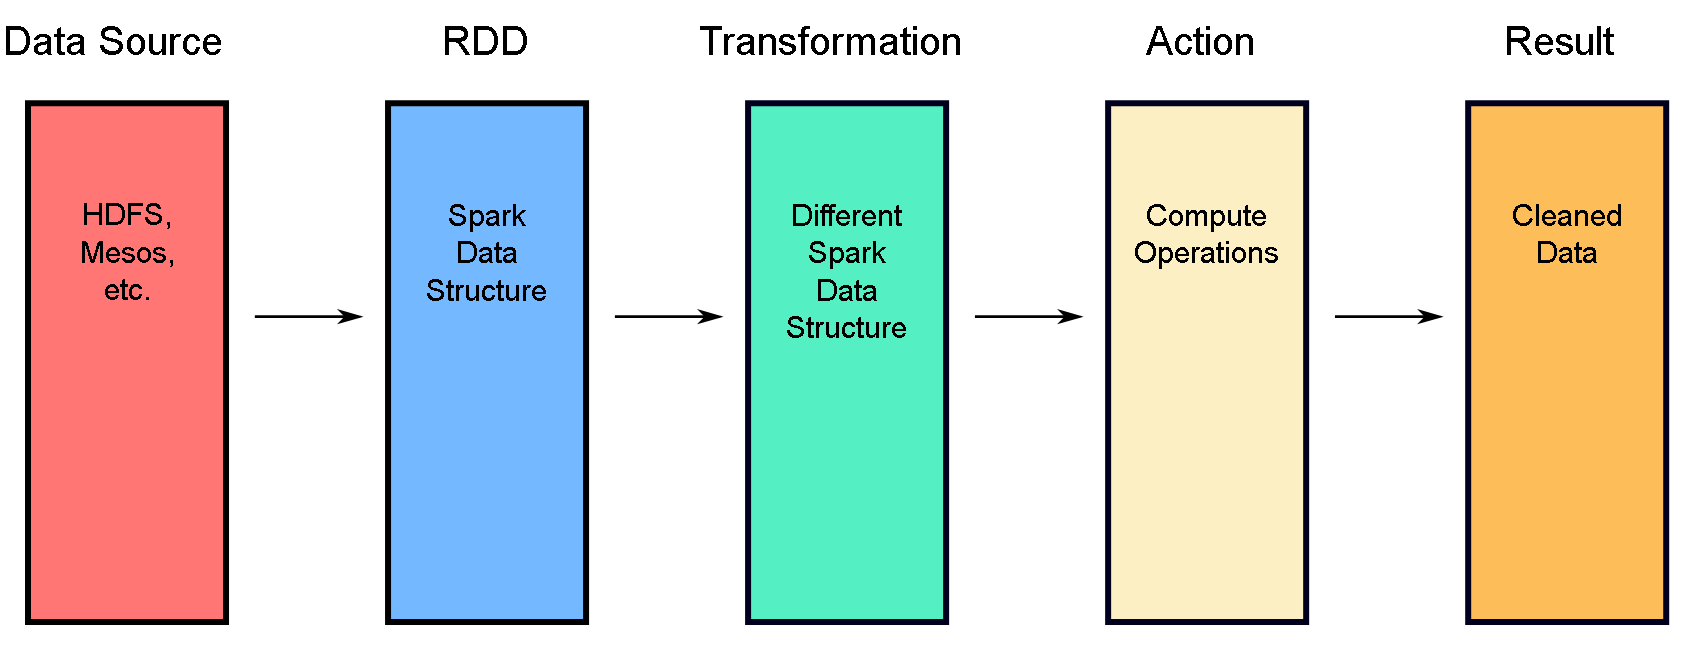 Data Source
RDD
Transformation
Action
Result
HDFS,
Mesos,
etc.
Spark
Data
Structure
Different
Spark
Data
Structure
Compute
Operations
Cleaned
Data